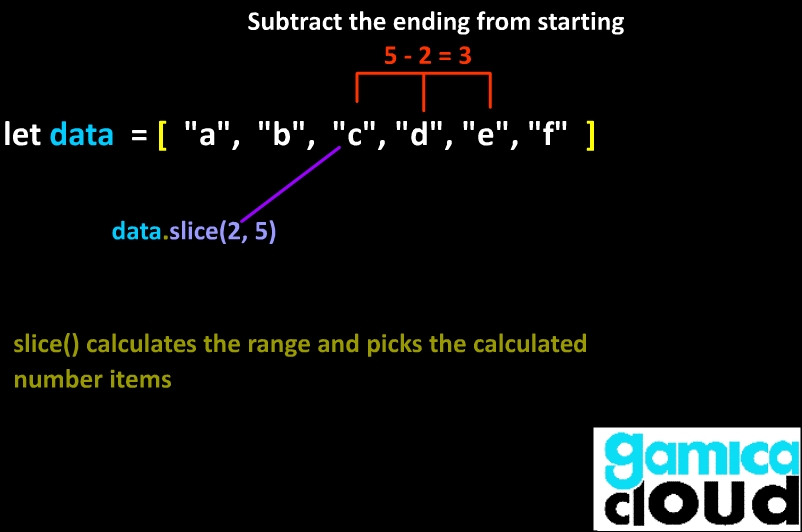 Subtract the ending from starting
5 - 2 = 3
let data = [ "a", "b", "c", "d", "e", "f" ]
data.slice(2, 5)
slice() calculates the range and picks the calculated
number items
gamica
cloud